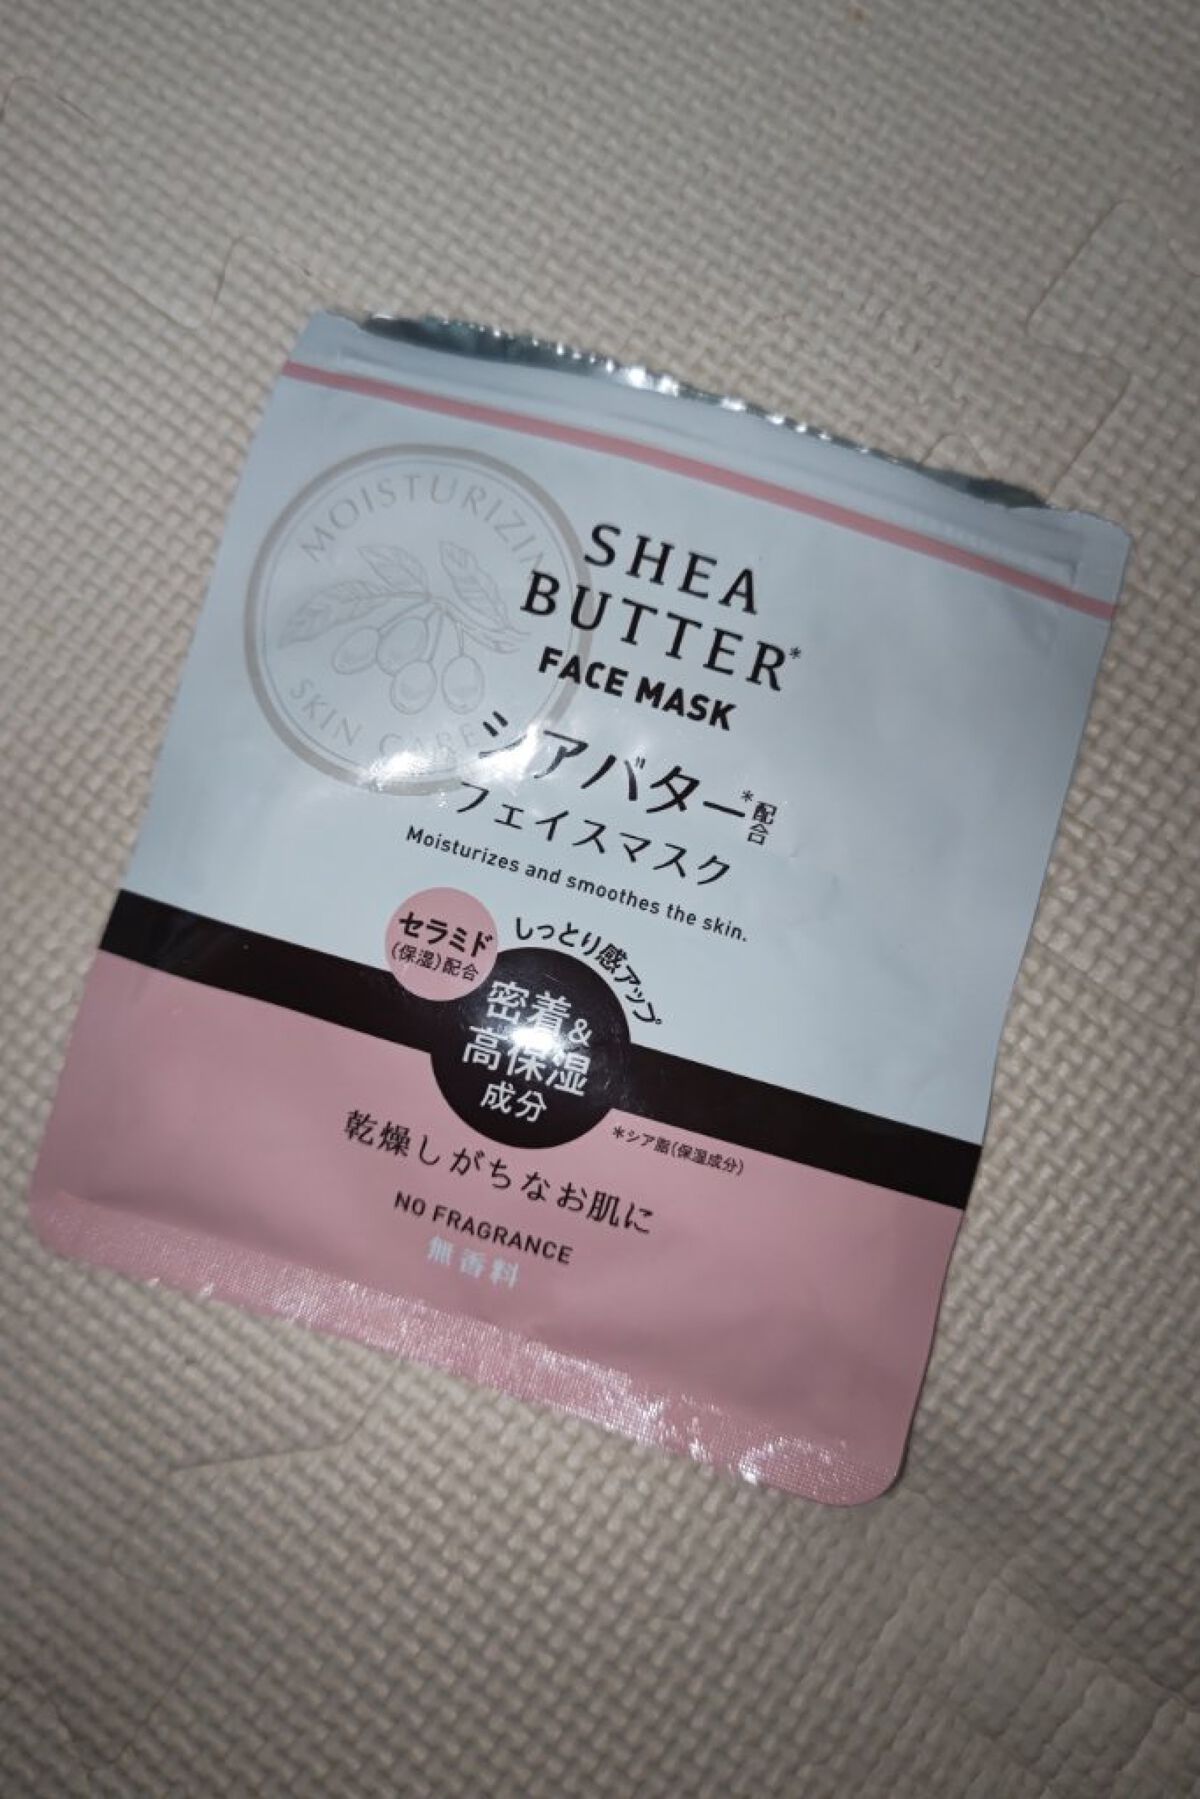 MOISTURIZING
SKIN CARE
SHEA
BUTTER*
FACE MASK
シアバター*配合
フェイスマスク
Moisturizes and smoothes the skin.
セラミド
(保湿)配合
しっとり感アップ
密着&
高保湿
成分
*シア脂(保湿成分)
乾燥しがちなお肌に
NO FRAGRANCE
無香料